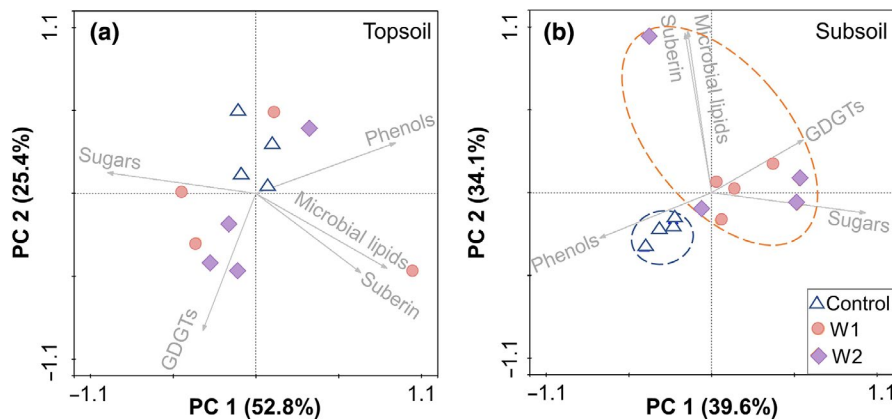 (a) Topsoil
1.1
PC 2 (25.4%)
−1.1
Sugars
Phenols
Microbial lipids
Suberin
GDGTs
−1.1
PC 1 (52.8%)
1.1
(b) Subsoil
1.1
PC 2 (34.1%)
−1.1
Suberin
Microbial lipids
GDGTs
Sugars
Phenols
Control
W1
W2
−1.1
PC 1 (39.6%)
1.1